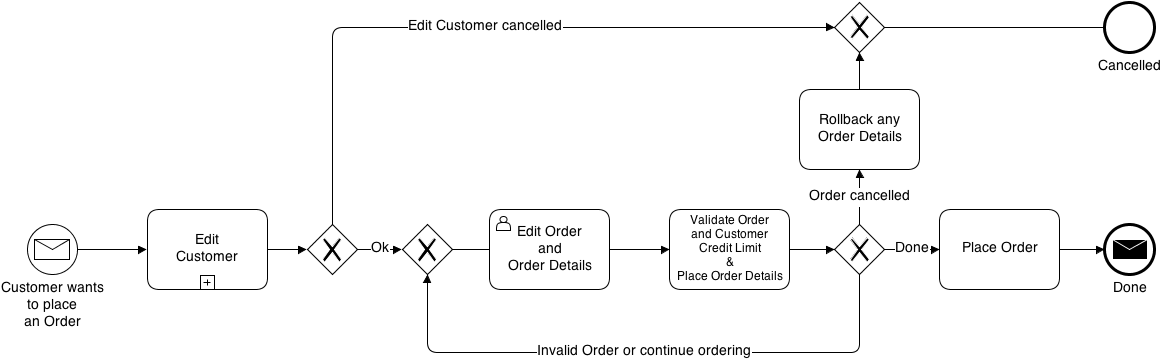 Edit Customer cancelled
Cancelled
Rollback any
Order Details
Order cancelled
Customer wants
to place
an Order
Edit
Customer
+
Ok
Edit Order
and
Order Details
Validate Order
and Customer
Credit Limit
&
Place Order Details
Done
Place Order
Done
Invalid Order or continue ordering